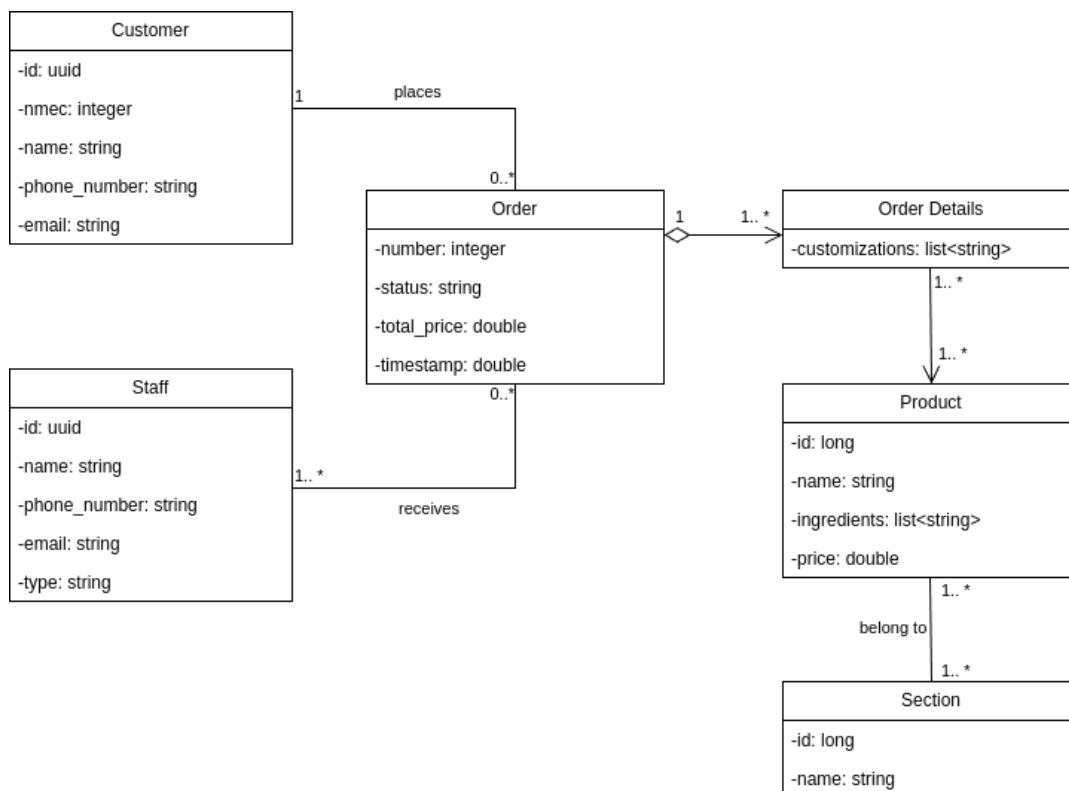 Customer
-id: uuid
-nmec: integer
-name: string
-phone_number: string
-email: string
1
places
0..*
Order
-number: integer
-status: string
-total_price: double
-timestamp: double
1
1.. *
Order Details
-customizations: list<string>
1.. *
1.. *
Product
-id: long
-name: string
-ingredients: list<string>
-price: double
Staff
-id: uuid
-name: string
-phone_number: string
-email: string
-type: string
0..*
1.. *
receives
1.. *
belong to
1.. *
Section
-id: long
-name: string